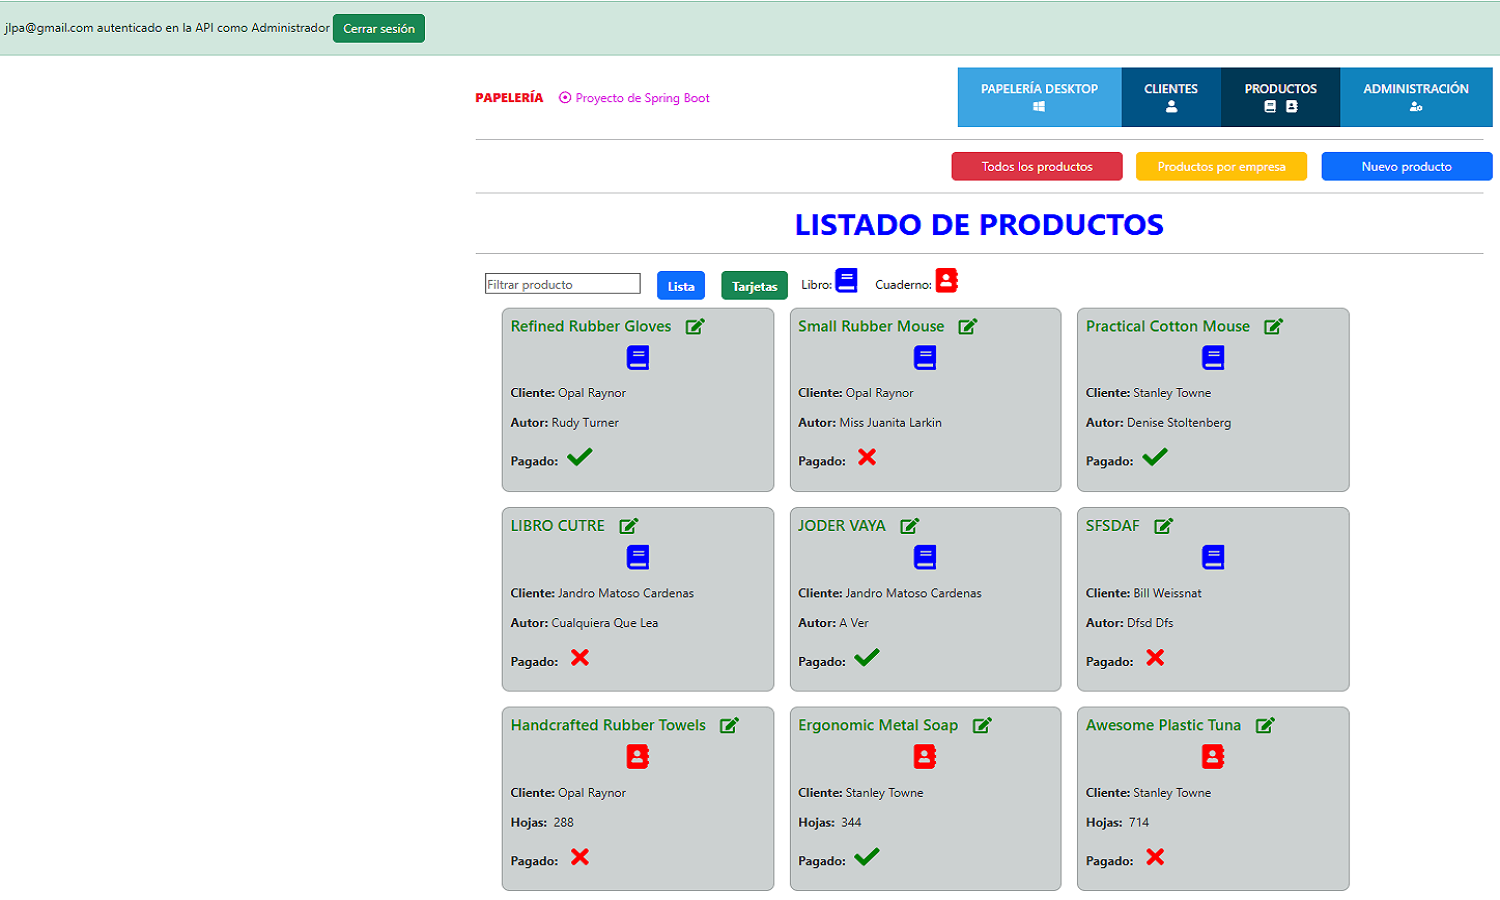 jlpa@gmail.com autenticado en la API como Administrador Cerrar sesión
PAPELERÍA Proyecto de Spring Boot
PAPELERÍA DESKTOP CLIENTES PRODUCTOS ADMINISTRACIÓN
Todos los productos Productos por empresa Nuevo producto
LISTADO DE PRODUCTOS
Filtrar producto Lista Tarjetas Libro: Cuaderno:
Refined Rubber Gloves
Cliente: Opal Raynor
Autor: Rudy Turner
Pagado:
Small Rubber Mouse
Cliente: Opal Raynor
Autor: Miss Juanita Larkin
Pagado:
Practical Cotton Mouse
Cliente: Stanley Towne
Autor: Denise Stoltenberg
Pagado:
LIBRO CUTRE
Cliente: Jandro Matoso Cardenas
Autor: Cualquiera Que Lea
Pagado:
JODER VAYA
Cliente: Jandro Matoso Cardenas
Autor: A Ver
Pagado:
SFSDAF
Cliente: Bill Weissnat
Autor: Dfsd Dfs
Pagado:
Handcrafted Rubber Towels
Cliente: Opal Raynor
Hojas: 288
Pagado:
Ergonomic Metal Soap
Cliente: Stanley Towne
Hojas: 344
Pagado:
Awesome Plastic Tuna
Cliente: Stanley Towne
Hojas: 714
Pagado: